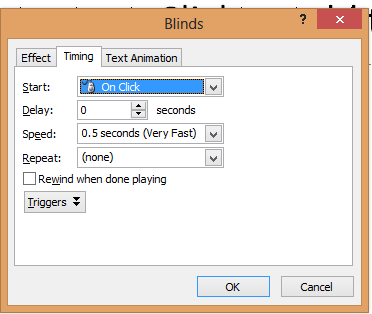 Blinds
?
Effect Timing Text Animation
Start: On Click
Delay: 0 seconds
Speed: 0.5 seconds (Very Fast)
Repeat: (none)
Rewind when done playing
Triggers
OK Cancel